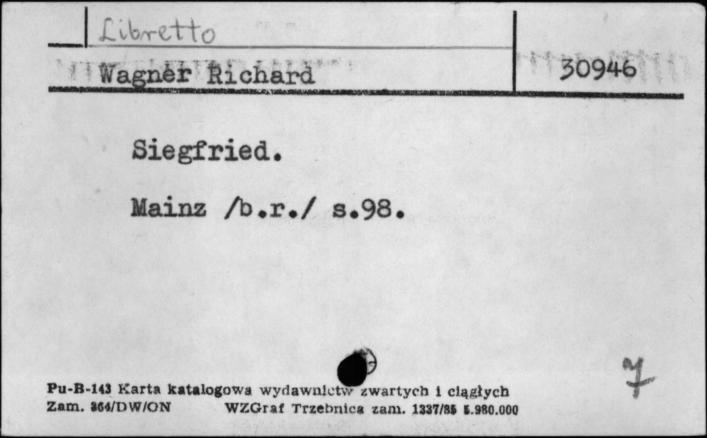 Libretto
Wagner Richard 30946
Siegfried.
Mainz /b.r./ s.98.
7
Pu-B-143 Karta katalogowa wydawnictw zwartych i ciągłych
Zam. 364/DW/ON WZGraf Trzebnica zam. 1337/85 5.980.000